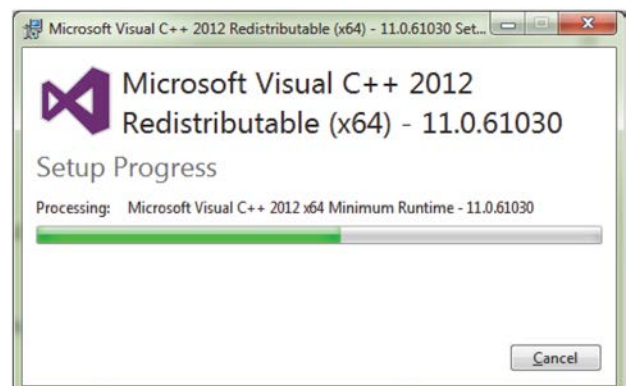 Microsoft Visual C++ 2012 Redistributable (x64) - 11.0.61030 Set...
Microsoft Visual C++ 2012
Redistributable (x64) - 11.0.61030
Setup Progress
Processing: Microsoft Visual C++ 2012 x64 Minimum Runtime - 11.0.61030
Cancel